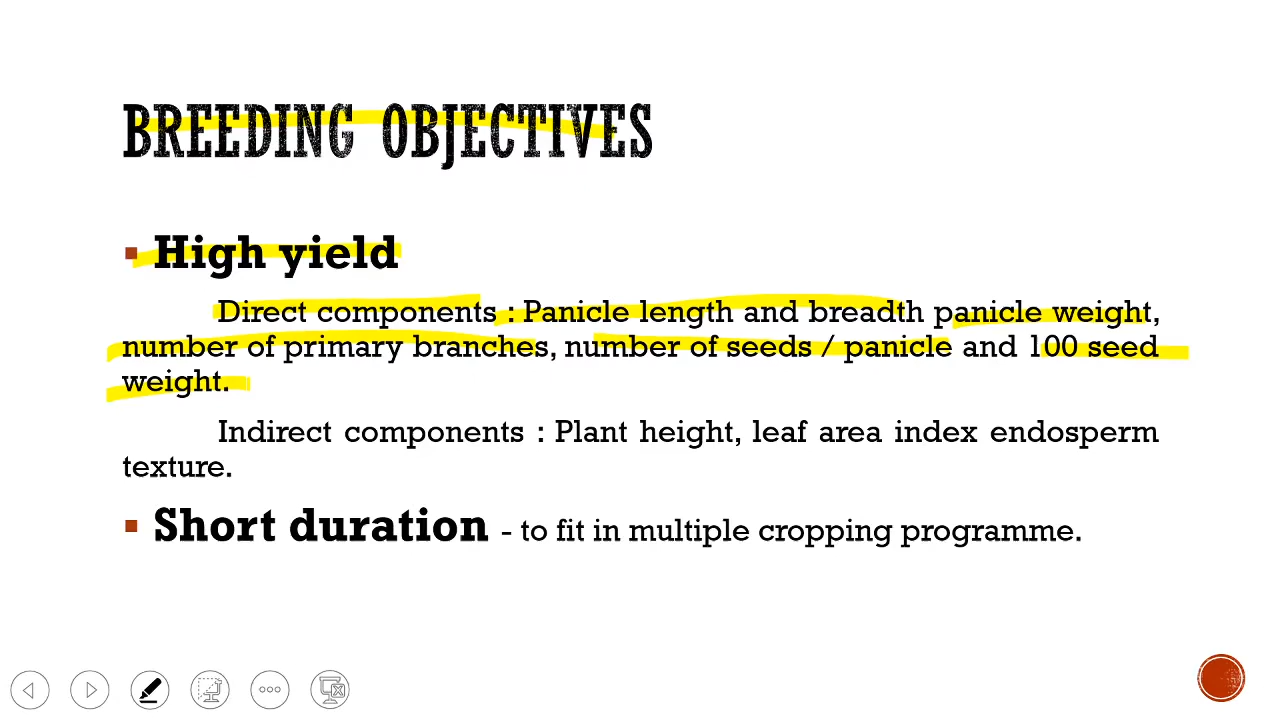 BREEDING OBJECTIVES
High yield
Direct components : Panicle length and breadth panicle weight,
number of primary branches, number of seeds / panicle and 100 seed
weight.
Indirect components : Plant height, leaf area index endosperm
texture.
Short duration - to fit in multiple cropping programme.